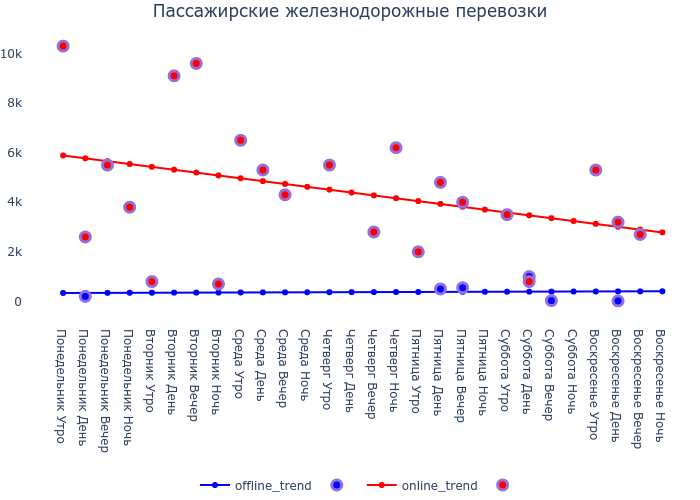 Пассажирские железнодорожные перевозки
10k
8k
6k
4k
2k
0
Понедельник Утро
Понедельник День
Понедельник Вечер
Понедельник Ночь
Вторник Утро
Вторник День
Вторник Вечер
Вторник Ночь
Среда Утро
Среда День
Среда Вечер
Среда Ночь
Четверг Утро
Четверг День
Четверг Вечер
Четверг Ночь
Пятница Утро
Пятница День
Пятница Вечер
Пятница Ночь
Суббота Утро
Суббота День
Суббота Вечер
Суббота Ночь
Воскресенье Утро
Воскресенье День
Воскресенье Вечер
Воскресенье Ночь
offline_trend online_trend